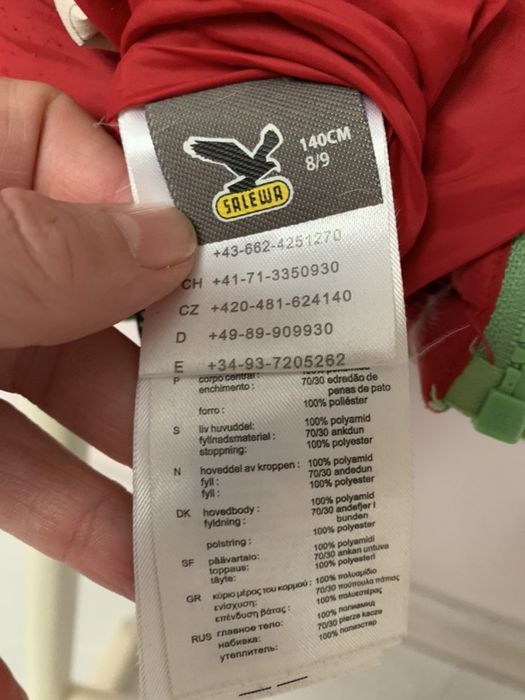 140CM
8/9
SALEWA
+43-662-4251270
CH +41-71-3350930
CZ +420-481-624140
D +49-89-909930
E +34-93-7205262
P corpo central :
enchimento : 70/30 edredão de
penas de pato
forro : 100% poliéster
S liv huvuddel: 100% polyamid
fyllnadsmaterial : 70/30 ankdun
stoppning: 100% polyester
N hoveddel av kroppen : 100% polyamid
fyll : 70/30 andedun
fyll : 100% polyester
DK hovedbody : 100% polyamid
fyldning : 70/30 andefjer i
bunden
polstring : 100% polyester
SF päävartalo: 100% polyamidi
toppaus: 70/30 ankan untuva
täyte: 100% polyesteri
GR κύριο μέρος του κορμού : 100% πολυαμίδιο
ενίσχυση: 70/30 πούπουλα πάπιας
επένδυση βάτας : 100% πολυεστέρας
RUS главное тело: 100% полиамид
набивка: 70/30 pierze kacze
утеплитель: 100% полиэстер